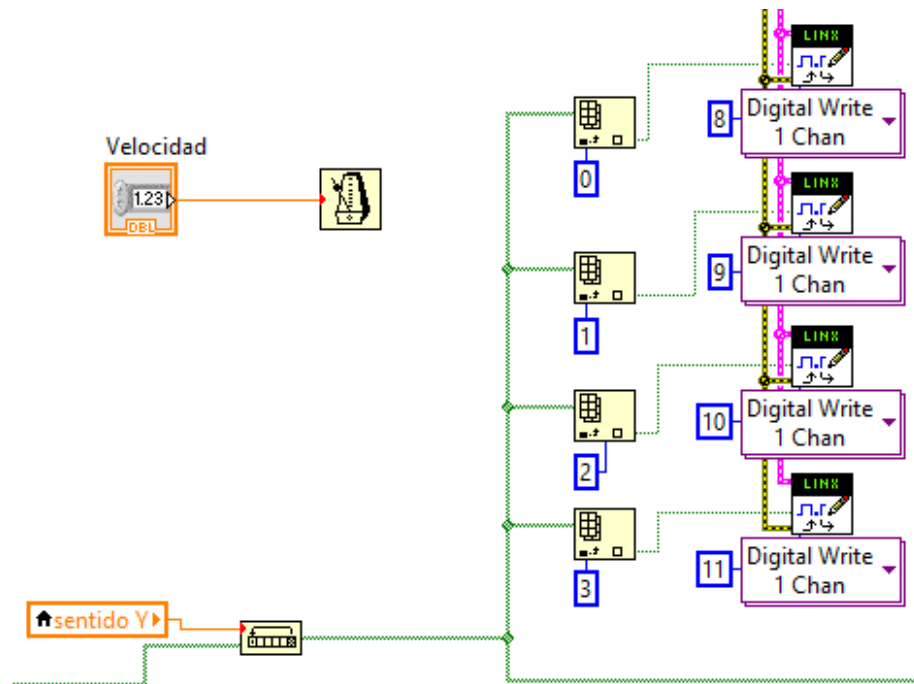 LINX
Digital Write
1 Chan
8
0
Velocidad
1.23
DBL
LINX
Digital Write
1 Chan
9
1
LINX
Digital Write
1 Chan
10
2
LINX
Digital Write
1 Chan
11
3
sentido Y